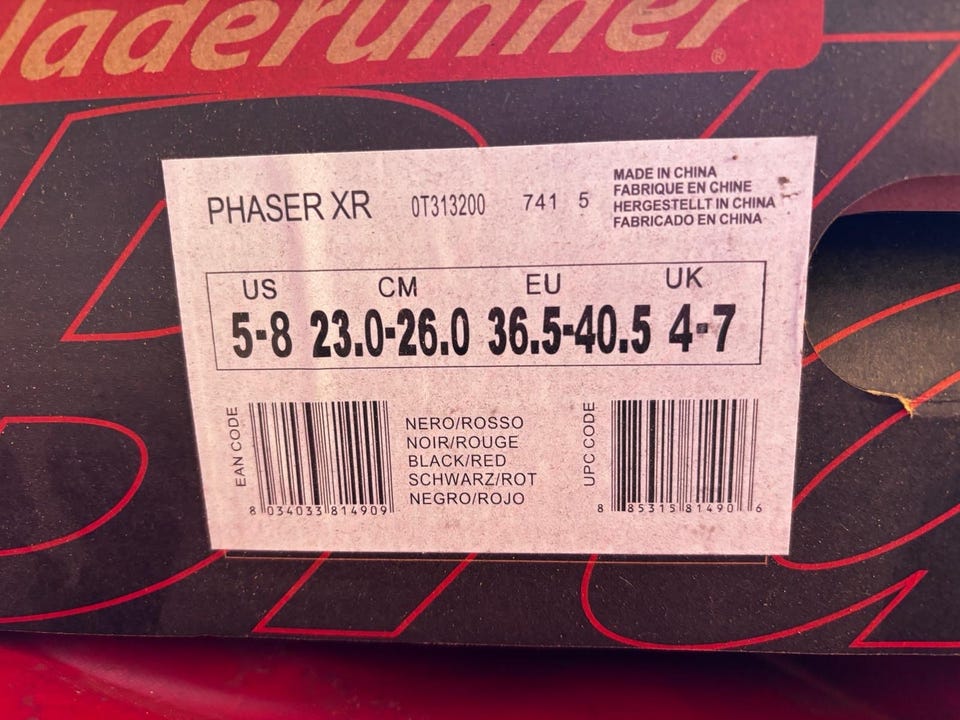 laderunner®
PHASER XR 0T313200 741 5
MADE IN CHINA
FABRIQUE EN CHINE
HERGESTELLT IN CHINA
FABRICADO EN CHINA
US CM EU UK
5-8 23.0-26.0 36.5-40.5 4-7
EAN CODE
8 034033 814909
NERO/ROSSO
NOIR/ROUGE
BLACK/RED
SCHWARZ/ROT
NEGRO/ROJO
UPC CODE
8 85315 81490 6